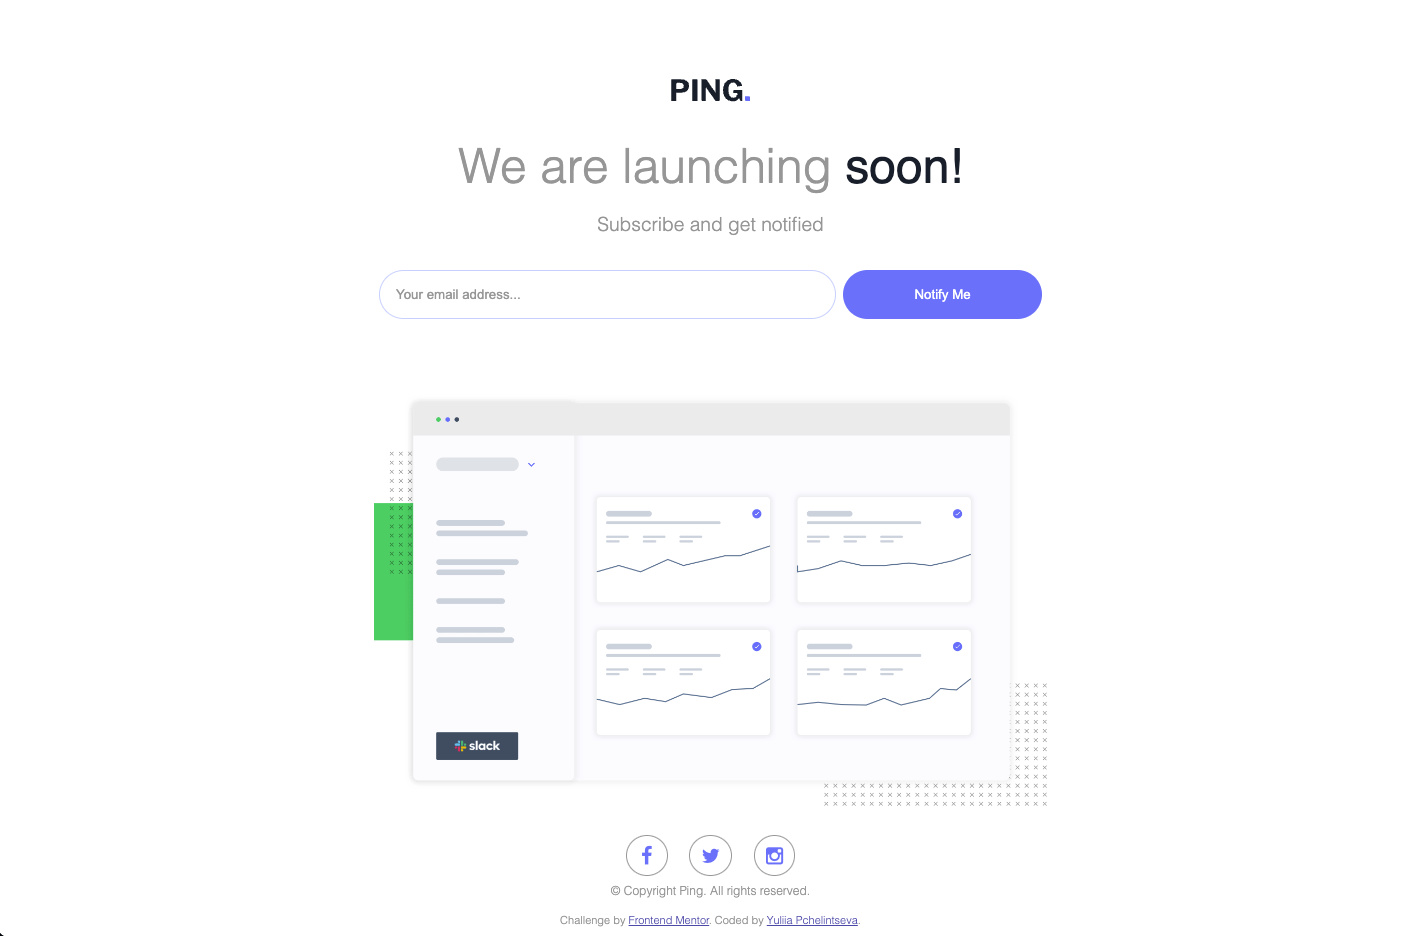 PING.
We are launching soon!
Subscribe and get notified
Your email address...
Notify Me
slack
© Copyright Ping. All rights reserved.
Challenge by Frontend Mentor. Coded by Yuliia Pchelintseva.